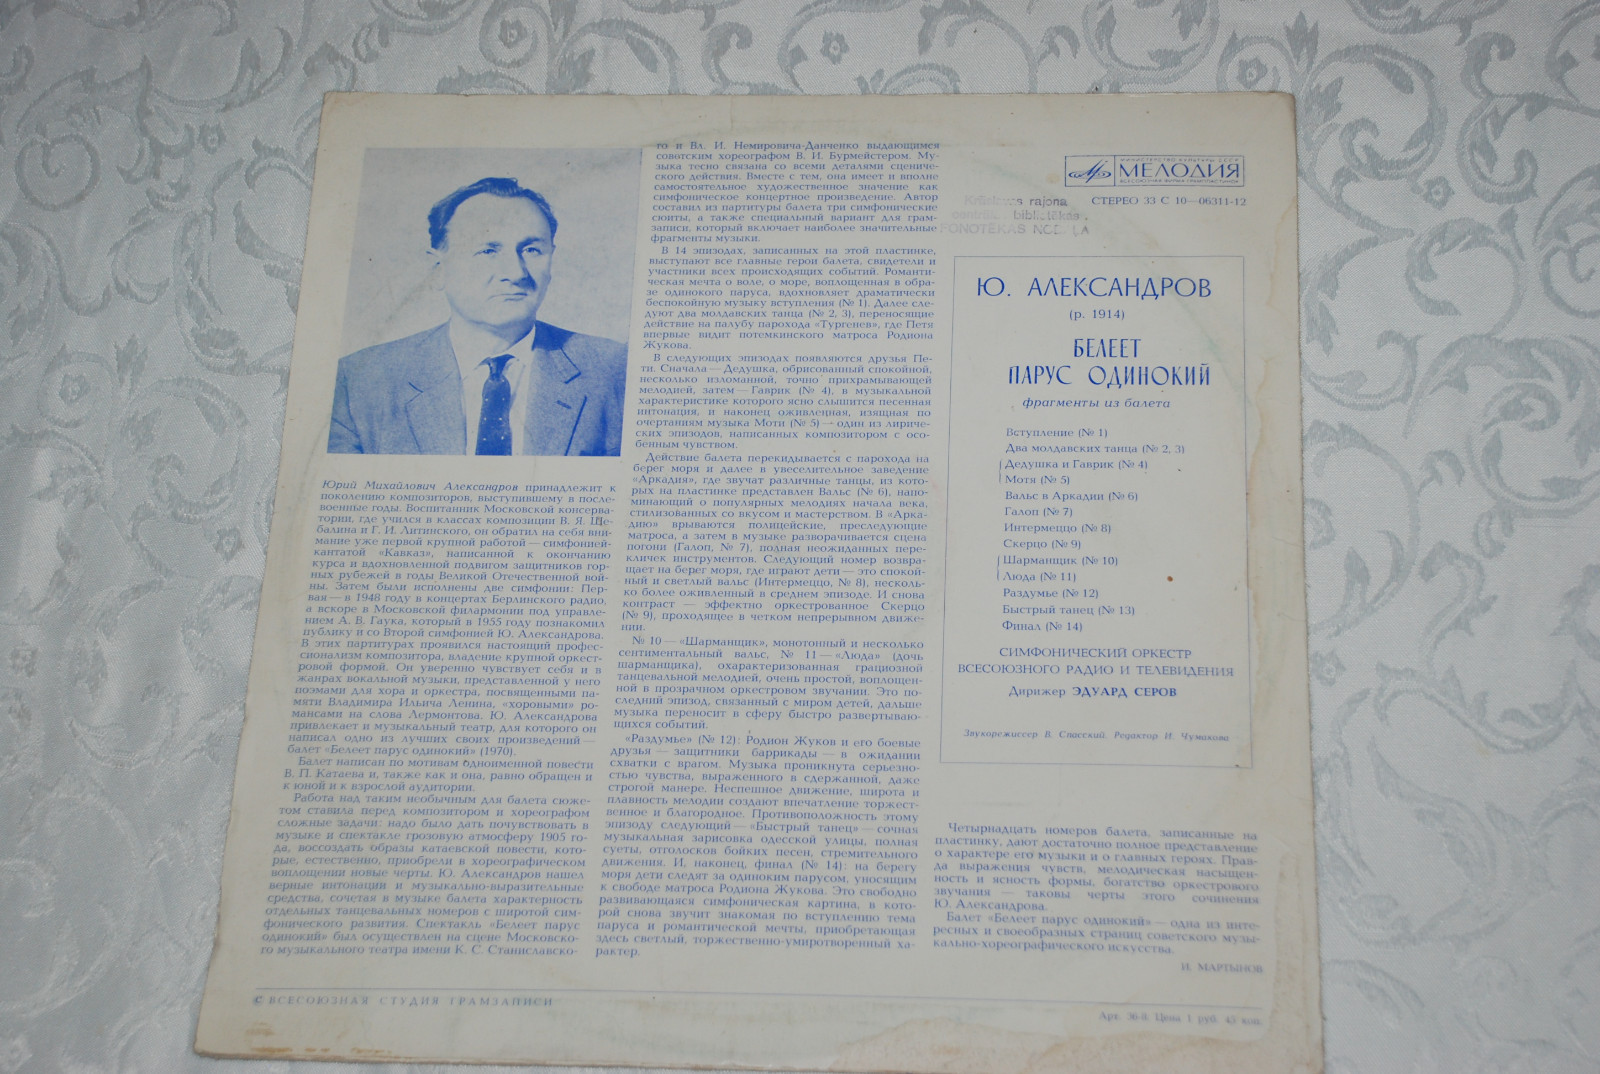 Юрий Михайлович Александров принадлежит к
поколению композиторов, выступившему в после-
военные годы. Воспитанник Московской консерва-
тории, где учился в классах композиции В. Я. Ше-
балина и Г. И. Литинского, он обратил на себя вни-
мание уже первой крупной работой — симфонией-
кантатой «Кавказ», написанной к окончанию
курса и вдохновленной подвигом защитников гор-
ных рубежей в годы Великой Отечественной вой-
ны. Затем были исполнены две симфонии: Пер-
вая — в 1948 году в концертах Берлинского радио,
а вскоре в Московской филармонии под управле-
нием А. В. Гаука, который в 1955 году познакомил
публику и со Второй симфонией Ю. Александрова.
В этих партитурах проявился настоящий профес-
сионализм композитора, владение крупной оркест-
ровой формой. Он уверенно чувствует себя и в
жанрах вокальной музыки, представленной у него
поэмами для хора и оркестра, посвященными па-
мяти Владимира Ильича Ленина, «хоровыми» ро-
мансами на слова Лермонтова. Ю. Александрова
привлекает и музыкальный театр, для которого он
написал одно из лучших своих произведений —
балет «Белеет парус одинокий» (1970).
Балет написан по мотивам одноименной повести
В. П. Катаева и, также как и она, равно обращен и
к юной и к взрослой аудитории.
Работа над таким необычным для балета сюже-
том ставила перед композитором и хореографом
сложные задачи: надо было дать почувствовать в
музыке и спектакле грозовую атмосферу 1905 го-
да, воссоздать образы катаевской повести, кото-
рые, естественно, приобрели в хореографическом
воплощении новые черты. Ю. Александров нашел
верные интонации и музыкально-выразительные
средства, сочетая в музыке балета характерность
отдельных танцевальных номеров с широтой сим-
фонического развития. Спектакль «Белеет парус
одинокий» был осуществлен на сцене Московско-
го музыкального театра имени К. С. Станиславско-
го и Вл. И. Немировича-Данченко выдающимся
советским хореографом В. И. Бурмейстером. Му-
зыка тесно связана со всеми деталями сцениче-
ского действия. Вместе с тем, она имеет и вполне
самостоятельное художественное значение как
симфоническое концертное произведение. Автор
составил из партитуры балета три симфонические
сюиты, а также специальный вариант для грам-
записи, который включает наиболее значительные
фрагменты музыки.
В 14 эпизодах, записанных на этой пластинке,
выступают все главные герои балета, свидетели и
участники всех происходящих событий. Романти-
ческая мечта о воле, о море, воплощенная в обра-
зе одинокого паруса, вдохновляет драматически
беспокойную музыку вступления (№ 1). Далее сле-
дуют два молдавских танца (№ 2, 3), переносящие
действие на палубу парохода «Тургенев», где Петя
впервые видит потемкинского матроса Родиона
Жукова.
В следующих эпизодах появляются друзья Пе-
ти. Сначала — Дедушка, обрисованный спокойной,
несколько изломанной, точно прихрамывающей
мелодией, затем — Гаврик (№ 4), в музыкальной
характеристике которого ясно слышится песенная
интонация, и наконец оживленная, изящная по
очертаниям музыка Моти (№ 5) — один из лириче-
ских эпизодов, написанных композитором с осо-
бенным чувством.
Действие балета перекидывается с парохода на
берег моря и далее в увеселительное заведение
«Аркадия», где звучат различные танцы, из кото-
рых на пластинке представлен Вальс (№ 6), напо-
минающий о популярных мелодиях начала века,
стилизованных со вкусом и мастерством. В «Арка-
дию» врываются полицейские, преследующие
матроса, а затем в музыке разворачивается сцена
погони (Галоп, № 7), полная неожиданных пере-
кличек инструментов. Следующий номер возвра-
щает на берег моря, где играют дети — это спокой-
ный и светлый вальс (Интермеццо, № 8), несколь-
ко более оживленный в среднем эпизоде. И снова
контраст — эффектно оркестрованное Скерцо
(№ 9), проходящее в четком непрерывном движе-
нии.
№ 10 — «Шарманщик», монотонный и несколько
сентиментальный вальс, № 11 — «Люда» (дочь
шарманщика), охарактеризованная грациозной
танцевальной мелодией, очень простой, воплощен-
ной в прозрачном оркестровом звучании. Это по-
следний эпизод, связанный с миром детей, дальше
музыка переносит в сферу быстро развертываю-
щихся событий.
«Раздумье» (№ 12): Родион Жуков и его боевые
друзья — защитники баррикады — в ожидании
схватки с врагом. Музыка проникнута серьезно-
стью чувства, выраженного в сдержанной, даже
строгой манере. Неспешное движение, широта и
плавность мелодии создают впечатление торжест-
венное и благородное. Противоположность этому
эпизоду следующий — «Быстрый танец» — сочная
музыкальная зарисовка одесской улицы, полная
суеты, отголосков бойких песен, стремительного
движения. И, наконец, финал (№ 14): на берегу
моря дети следят за одиноким парусом, уносящим
к свободе матроса Родиона Жукова. Это свободно
развивающаяся симфоническая картина, в кото-
рой снова звучит знакомая по вступлению тема
паруса и романтической мечты, приобретающая
здесь светлый, торжественно-умиротворенный ха-
рактер.
МИНИСТЕРСТВО КУЛЬТУРЫ СССР
МЕЛОДИЯ
ВСЕСОЮЗНАЯ ФИРМА ГРАМПЛАСТИНОК
СТЕРЕО 33 С 10—06311-12
rajona
bibliotēkas
FONOTĒKAS
Ю. АЛЕКСАНДРОВ
(р. 1914)
БЕЛЕЕТ
ПАРУС ОДИНОКИЙ
фрагменты из балета
Вступление (№ 1)
Два молдавских танца (№ 2, 3)
Дедушка и Гаврик (№ 4)
Мотя (№ 5)
Вальс в Аркадии (№ 6)
Галоп (№ 7)
Интермеццо (№ 8)
Скерцо (№ 9)
Шарманщик (№ 10)
Люда (№ 11)
Раздумье (№ 12)
Быстрый танец (№ 13)
Финал (№ 14)
СИМФОНИЧЕСКИЙ ОРКЕСТР
ВСЕСОЮЗНОГО РАДИО И ТЕЛЕВИДЕНИЯ
Дирижер ЭДУАРД СЕРОВ
Звукорежиссер В. Спасский. Редактор И. Чумакова
Четырнадцать номеров балета, записанные на
пластинку, дают достаточно полное представление
о характере его музыки и о главных героях. Прав-
да выражения чувств, мелодическая насыщен-
ность и ясность формы, богатство оркестрового
звучания — таковы черты этого сочинения
Ю. Александрова.
Балет «Белеет парус одинокий» — одна из инте-
ресных и своеобразных страниц советского музы-
кально-хореографического искусства.
И. МАРТЫНОВ
© ВСЕСОЮЗНАЯ СТУДИЯ ГРАМЗАПИСИ
Арт. 36-8. Цена 1 руб. 45 коп.